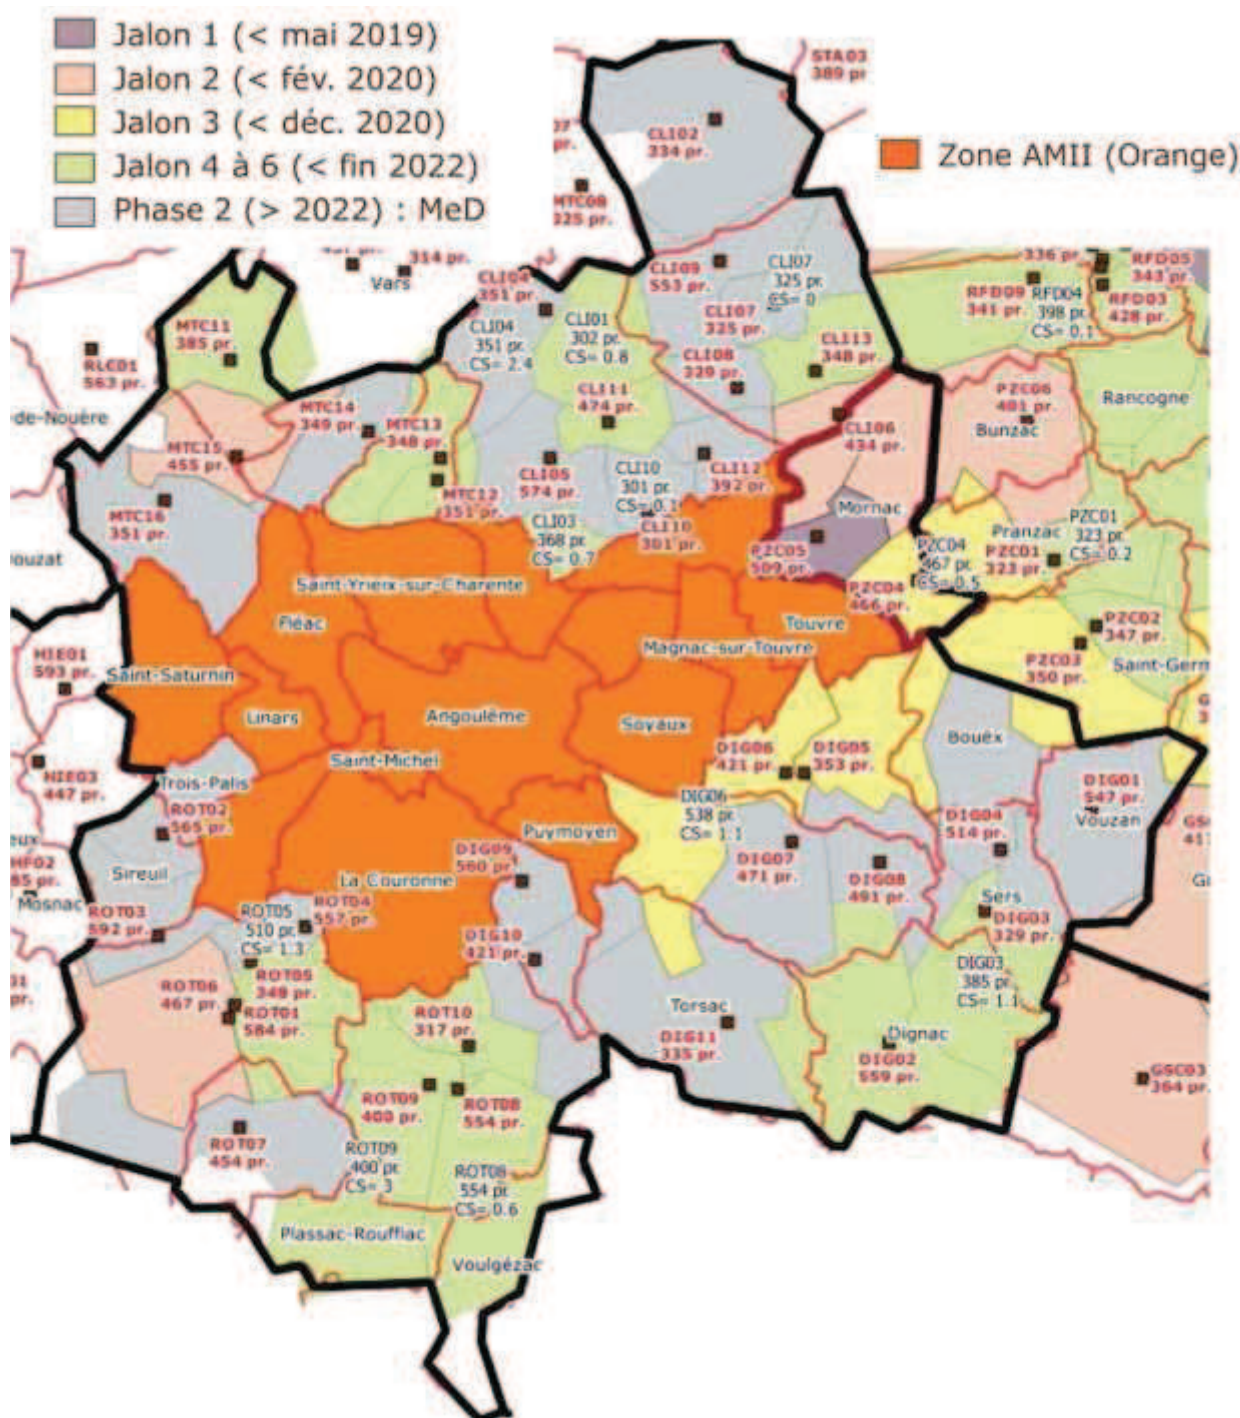 Jalon 1 (< mai 2019)
Jalon 2 (< fév. 2020)
Jalon 3 (< déc. 2020)
Jalon 4 à 6 (< fin 2022)
Phase 2 (> 2022) : MeD
Zone AMII (Orange)
STA03
389 pr
CLI02
334 pr.
07
pr.
MTC08
325 pr.
314 pr.
Vars
CLI04
351 pr.
CLI09
553 pr.
CLI07
325 pr.
CS= 0
336 pr.
RFD05
343 pr.
RFD09
341 pr.
RFD04
398 pr.
CS= 0.1
RFD03
428 pr.
MTC11
385 pr.
RLC01
563 pr.
CLI04
351 pr.
CS= 2.4
CLI01
302 pr.
CS= 0.8
CLI07
325 pr.
CLI13
348 pr.
CLI08
329 pr.
CLI11
474 pr.
PZC06
401 pr.
Bunzac
Rancogne
-de-Nouère
MTC14
349 pr.
MTC13
348 pr.
MTC15
455 pr.
CLI06
434 pr.
MTC16
351 pr.
MTC12
351 pr.
CLI05
574 pr.
CLI10
301 pr.
CS= 0.1
CLI12
392 pr.
CLI03
368 pr.
CS= 0.7
CLI10
301 pr.
Mornac
PZC05
509 pr.
Pranzac
PZC04
467 pr.
CS= 0.5
PZC01
323 pr.
PZC01
323 pr.
CS= 0.2
ouzat
Saint-Yrieix-sur-Charente
Fléac
PZC04
466 pr.
Touvre
Magnac-sur-Touvre
PZC02
347 pr.
PZC03
350 pr.
Saint-Germ
HIE01
593 pr.
Saint-Saturnin
Linars
Angoulême
Soyaux
Bouëx
HIE03
447 pr.
Trois-Palis
Saint-Michel
DIG06
421 pr.
DIG05
353 pr.
DIG01
547 pr.
Vouzan
ROT02
565 pr.
Puymoyen
DIG06
538 pr.
CS= 1.1
DIG04
514 pr.
eux
HF02
85 pr.
Mosnac
Sireuil
La Couronne
DIG09
560 pr.
DIG07
471 pr.
DIG08
491 pr.
Sers
DIG03
329 pr.
ROT03
592 pr.
ROT05
510 pr.
CS= 1.3
ROT04
557 pr.
DIG10
421 pr.
DIG03
385 pr.
CS= 1.1
ROT06
467 pr.
ROT05
349 pr.
ROT01
584 pr.
ROT10
317 pr.
Torsac
DIG11
335 pr.
Dignac
DIG02
559 pr.
GSC03
364 pr.
ROT09
400 pr.
ROT08
554 pr.
ROT07
454 pr.
ROT09
400 pr.
CS= 3
ROT08
554 pr.
CS= 0.6
Plassac-Rouffiac
Voulgézac